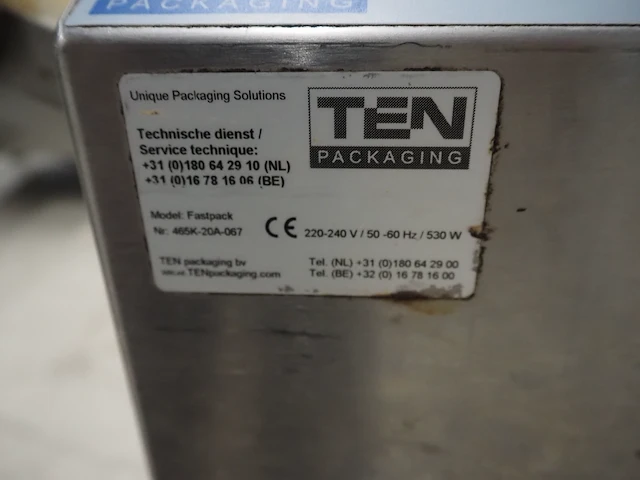 PACKAGING
Unique Packaging Solutions
TEN
PACKAGING
Technische dienst /
Service technique:
+31 (0)180 64 29 10 (NL)
+31 (0)16 78 16 06 (BE)
Model: Fastpack
Nr: 465K-20A-067
CE 220-240 V / 50 -60 Hz / 530 W
TEN packaging bv
www.TENpackaging.com
Tel. (NL) +31 (0)180 64 29 00
Tel. (BE) +32 (0) 16 78 16 00